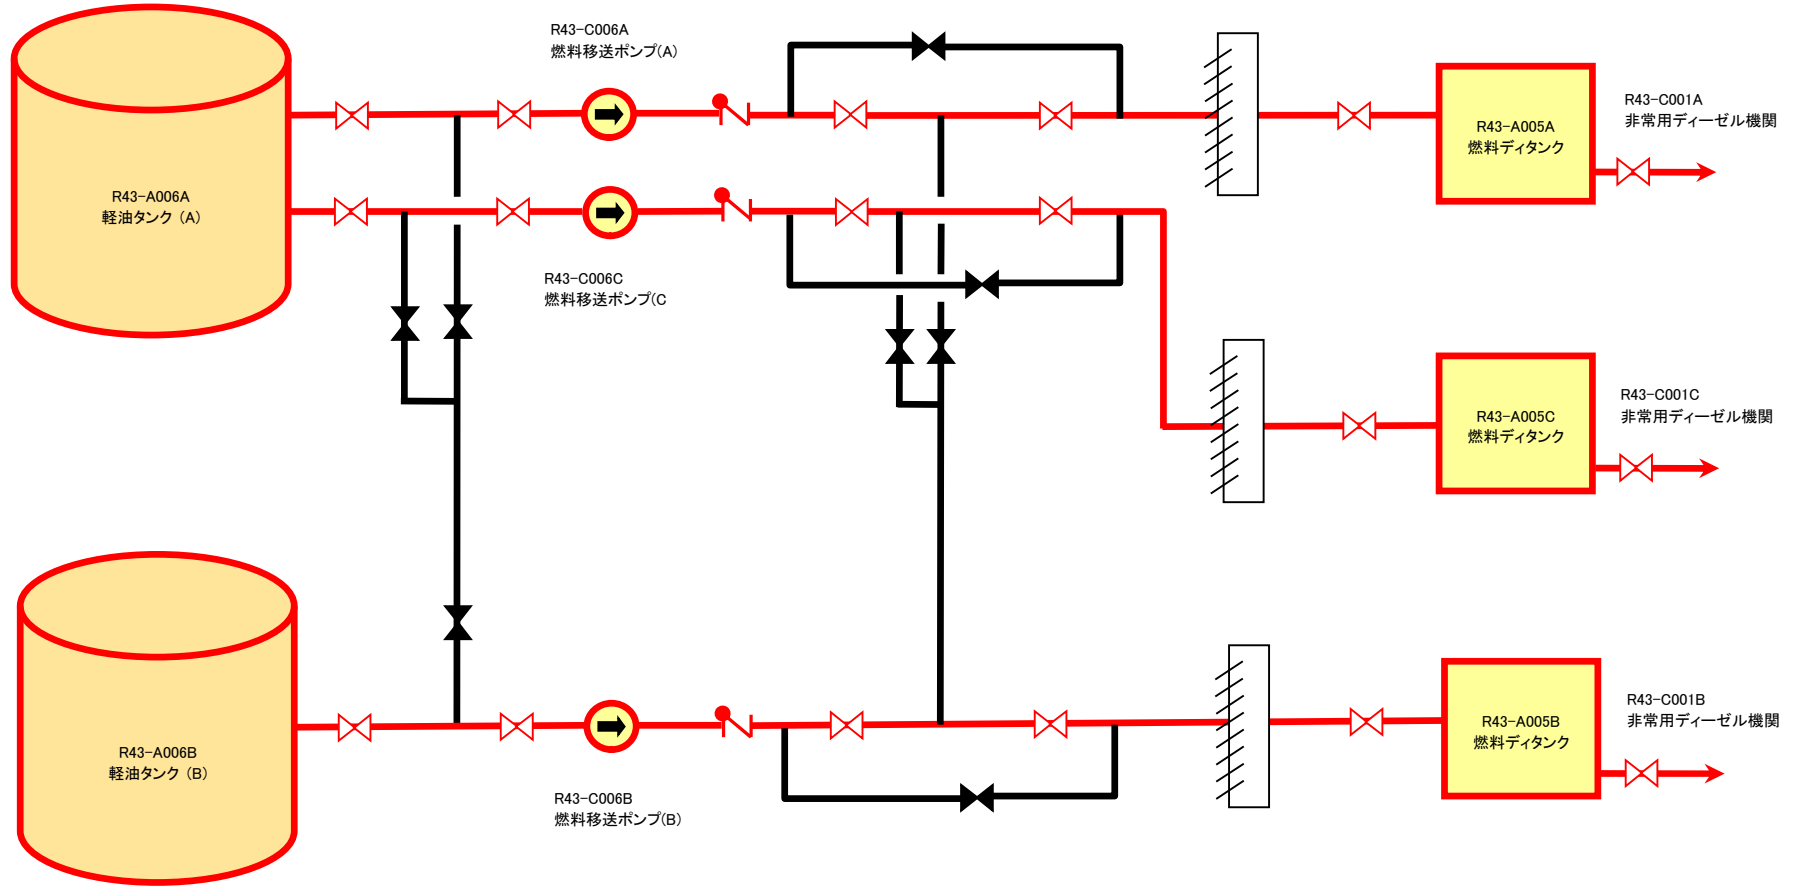 R43-C006A
燃料移送ポンプ(A)
R43-C001A
非常用ディーゼル機関
R43-A005A
燃料ディタンク
R43-A006A
軽油タンク (A)
R43-C006C
燃料移送ポンプ(C
R43-C001C
非常用ディーゼル機関
R43-A005C
燃料ディタンク
R43-C001B
非常用ディーゼル機関
R43-A005B
燃料ディタンク
R43-A006B
軽油タンク (B)
R43-C006B
燃料移送ポンプ(B)